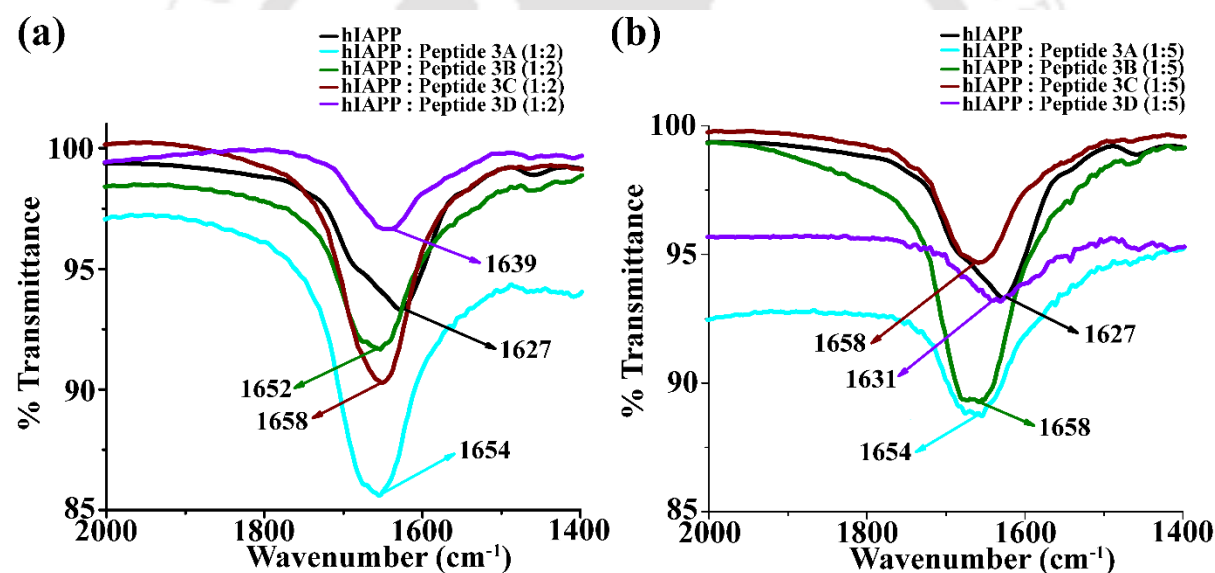 (a)
hIAPP
hIAPP : Peptide 3A (1:2)
hIAPP : Peptide 3B (1:2)
hIAPP : Peptide 3C (1:2)
hIAPP : Peptide 3D (1:2)
% Transmittance
100
95
90
85
2000
1800
1600
1400
Wavenumber (cm⁻¹)
1639
1627
1652
1658
1654
(b)
hIAPP
hIAPP : Peptide 3A (1:5)
hIAPP : Peptide 3B (1:5)
hIAPP : Peptide 3C (1:5)
hIAPP : Peptide 3D (1:5)
% Transmittance
100
95
90
85
2000
1800
1600
1400
Wavenumber (cm⁻¹)
1658
1627
1631
1658
1654